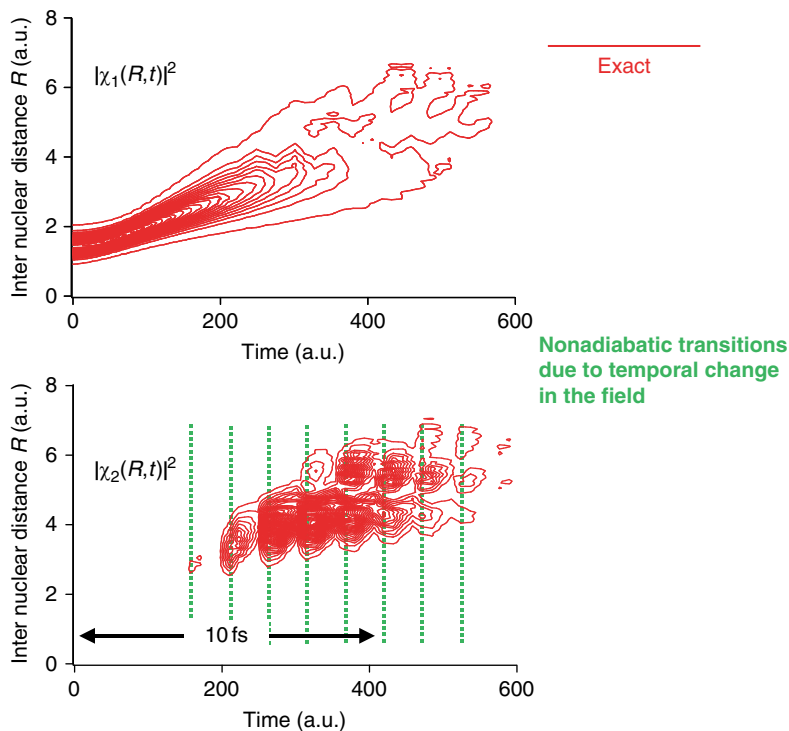 8
6
4
2
0
Inter nuclear distance R (a.u.)
|χ1(R,t)|²
0
200
400
600
Time (a.u.)
Exact
Nonadiabatic transitions
due to temporal change
in the field
8
6
4
2
0
Inter nuclear distance R (a.u.)
|χ2(R,t)|²
10 fs
0
200
400
600
Time (a.u.)